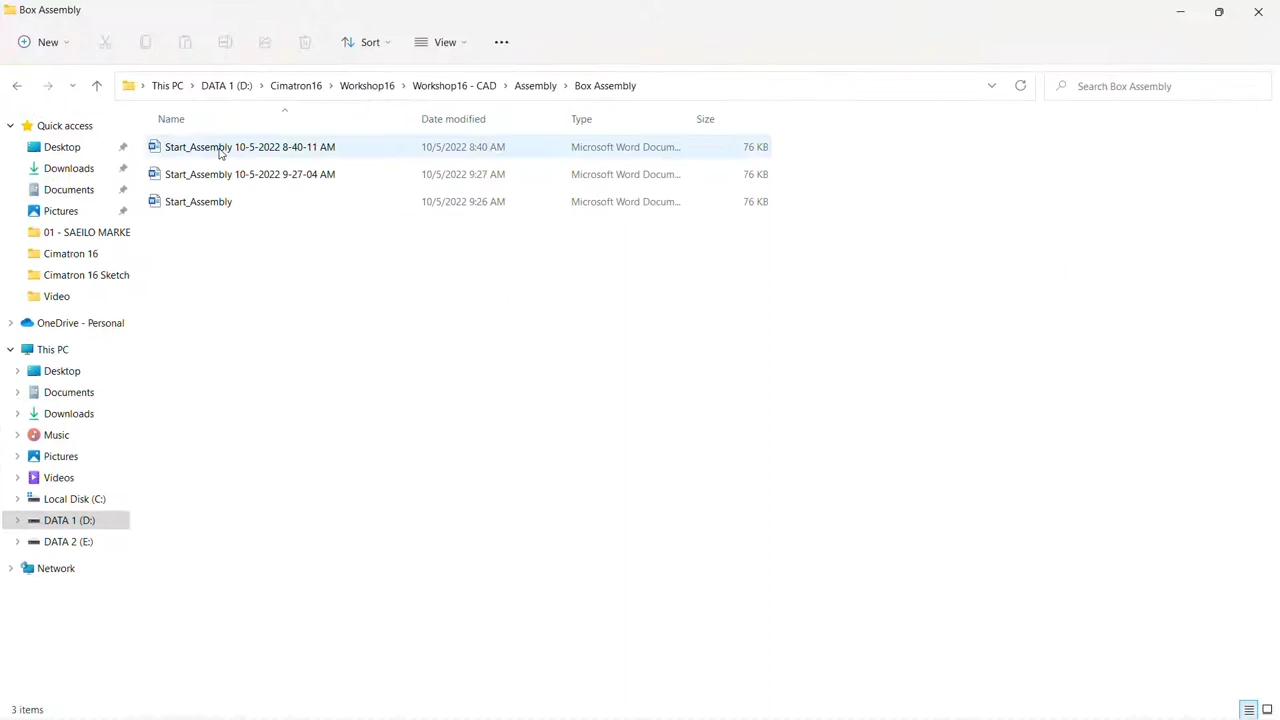 Box Assembly
New
Sort
View
This PC > DATA 1 (D:) > Cimatron16 > Workshop16 > Workshop16 - CAD > Assembly > Box Assembly
Search Box Assembly
Name Date modified Type Size
Start_Assembly 10-5-2022 8-40-11 AM 10/5/2022 8:40 AM Microsoft Word Docum... 76 KB
Start_Assembly 10-5-2022 9-27-04 AM 10/5/2022 9:27 AM Microsoft Word Docum... 76 KB
Start_Assembly 10/5/2022 9:26 AM Microsoft Word Docum... 76 KB
Quick access
Desktop
Downloads
Documents
Pictures
01 - SAEILO MARKE
Cimatron 16
Cimatron 16 Sketch
Video
OneDrive - Personal
This PC
Desktop
Documents
Downloads
Music
Pictures
Videos
Local Disk (C:)
DATA 1 (D:)
DATA 2 (E:)
Network
3 items